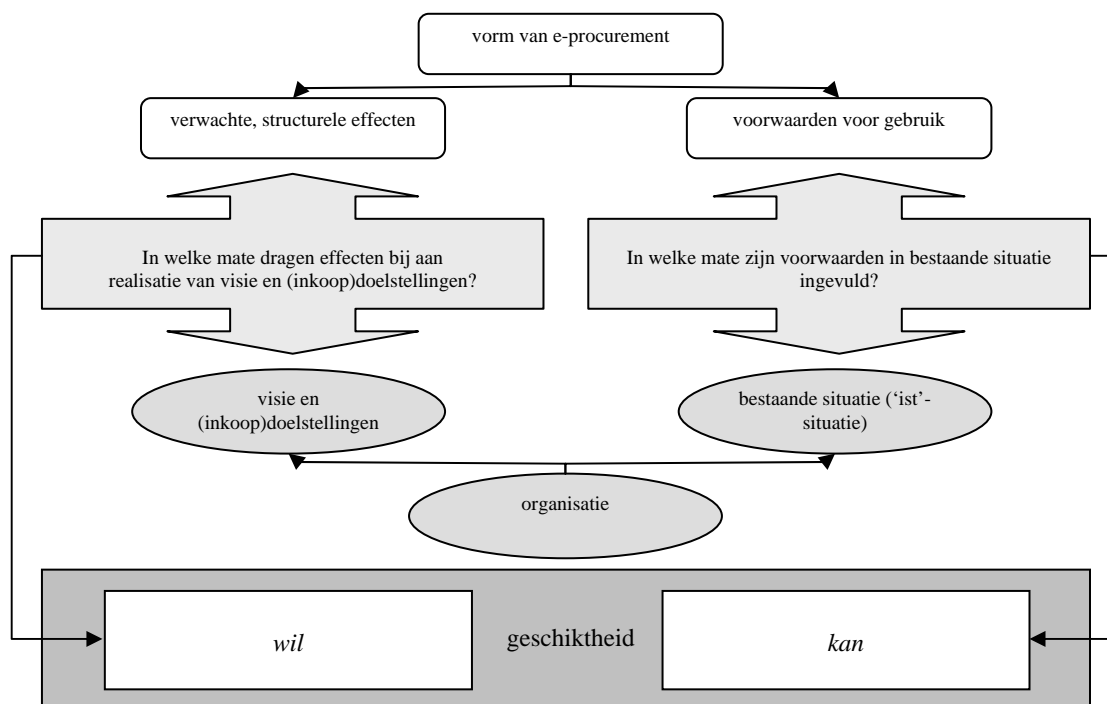 vorm van e-procurement
verwachte, structurele effecten
voorwaarden voor gebruik
In welke mate dragen effecten bij aan
realisatie van visie en (inkoop)doelstellingen?
In welke mate zijn voorwaarden in bestaande situatie
ingevuld?
visie en
(inkoop)doelstellingen
bestaande situatie (‘ist’-
situatie)
organisatie
wil
geschiktheid
kan